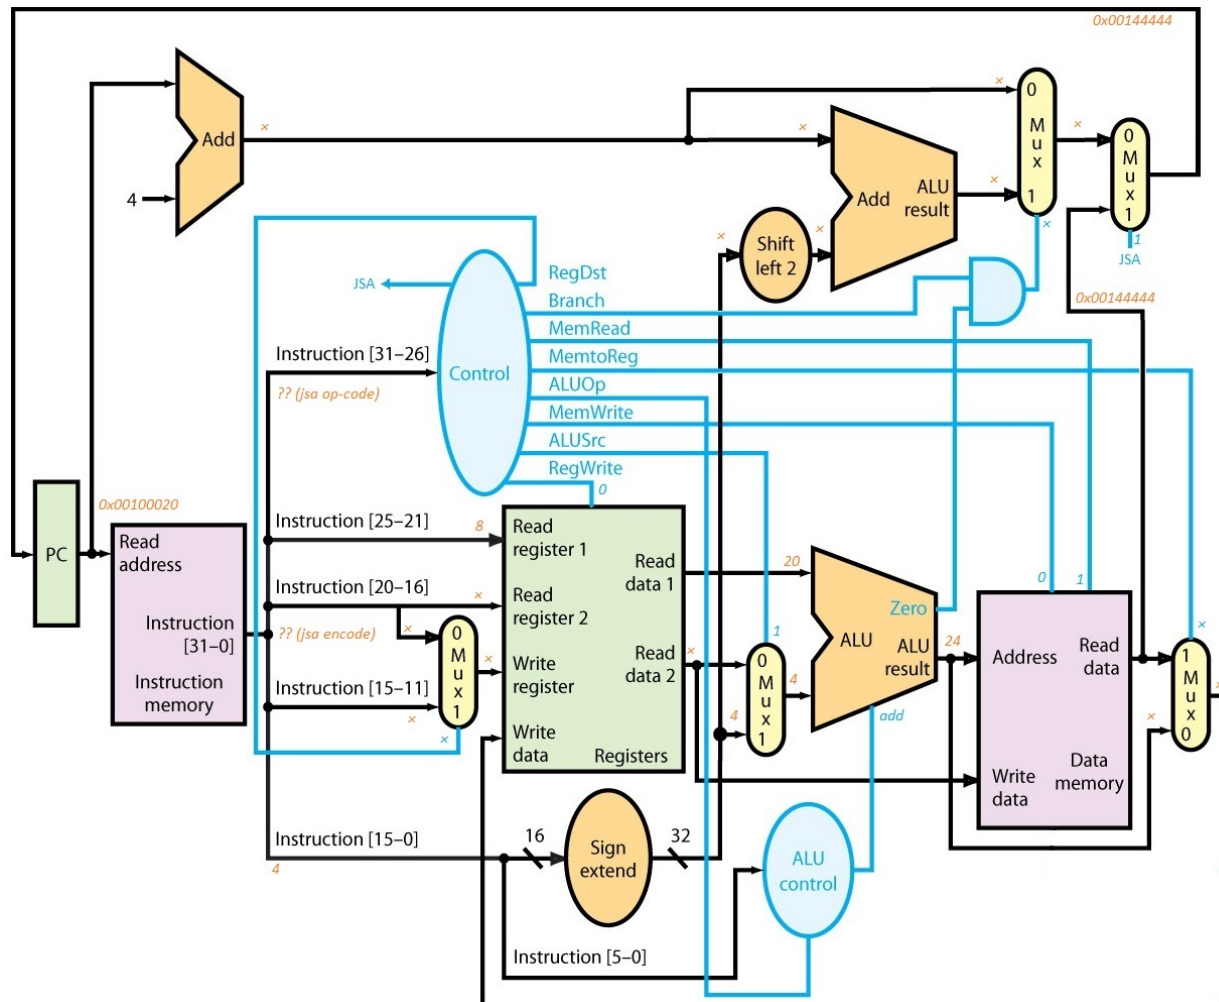 0x00144444
Add
4
×
×
×
0
Mux
1
×
×
0
Mux
1
1
JSA
Add
ALU
result
×
×
×
Shift
left 2
0x00144444
JSA
RegDst
Branch
MemRead
MemtoReg
ALUOp
MemWrite
ALUSrc
RegWrite
0
Control
Instruction [31–26]
?? (jsa op-code)
PC
0x00100020
Read
address
Instruction
[31–0]
Instruction
memory
?? (jsa encode)
Instruction [25–21]
8
Instruction [20–16]
×
×
0
Mux
1
×
×
Instruction [15–11]
×
Read
register 1
Read
register 2
Write
register
Write
data
Read
data 1
Read
data 2
Registers
20
×
4
1
0
Mux
1
4
Zero
ALU
ALU
result
add
24
0
1
Address
Read
data
Write
data
Data
memory
×
1
Mux
0
×
×
Instruction [15–0]
4
16
Sign
extend
32
ALU
control
Instruction [5–0]